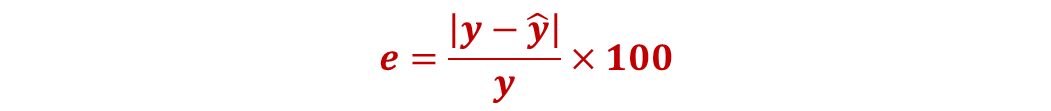 e = |y − ŷ| / y × 100